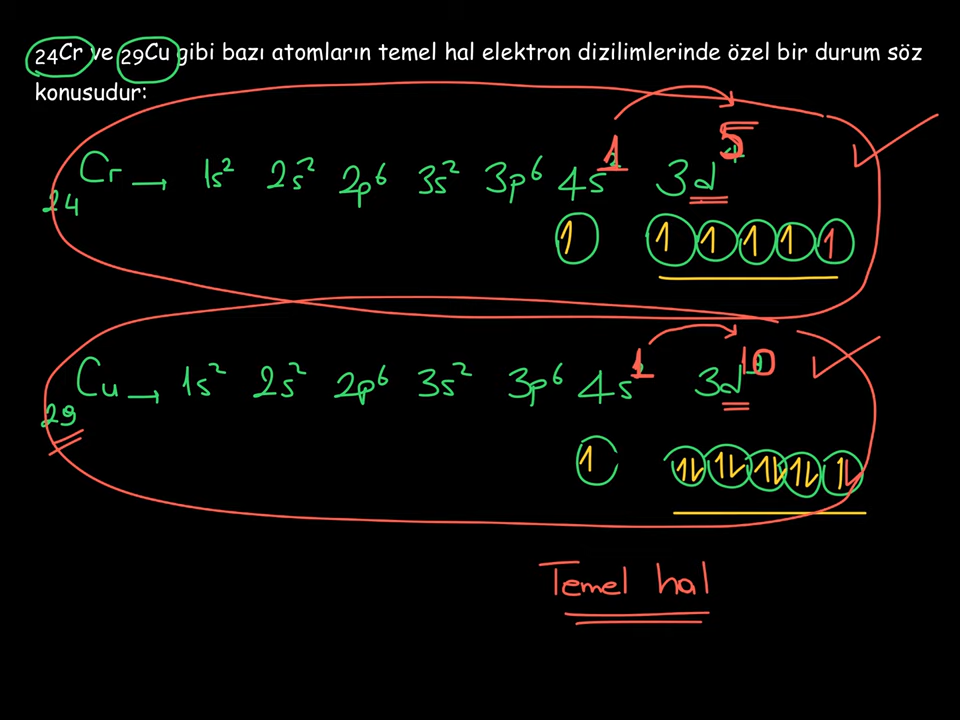 24Cr ve 29Cu gibi bazı atomların temel hal elektron dizilimlerinde özel bir durum söz
konusudur:
24Cr → 1s² 2s² 2p⁶ 3s² 3p⁶ 4s¹ 3d⁵
1 1 1 1 1 1
29Cu → 1s² 2s² 2p⁶ 3s² 3p⁶ 4s¹ 3d¹⁰
1 1l 1l 1l 1l 1l
Temel hal